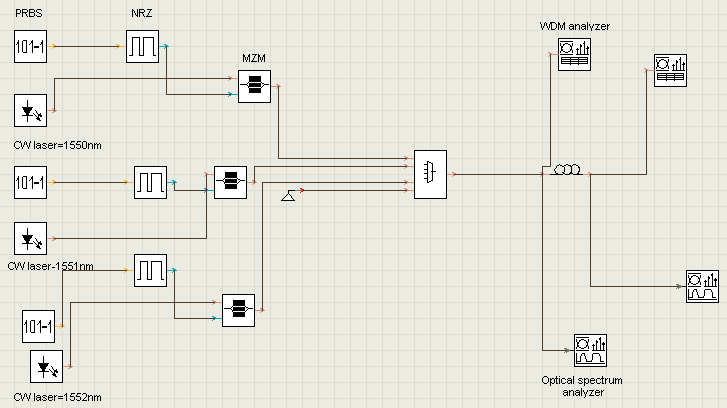 PRBS
NRZ
WDM analyzer
101-1
MZM
CW laser=1550nm
101-1
CW laser-1551nm
101-1
CW laser=1552nm
Optical spectrum
analyzer